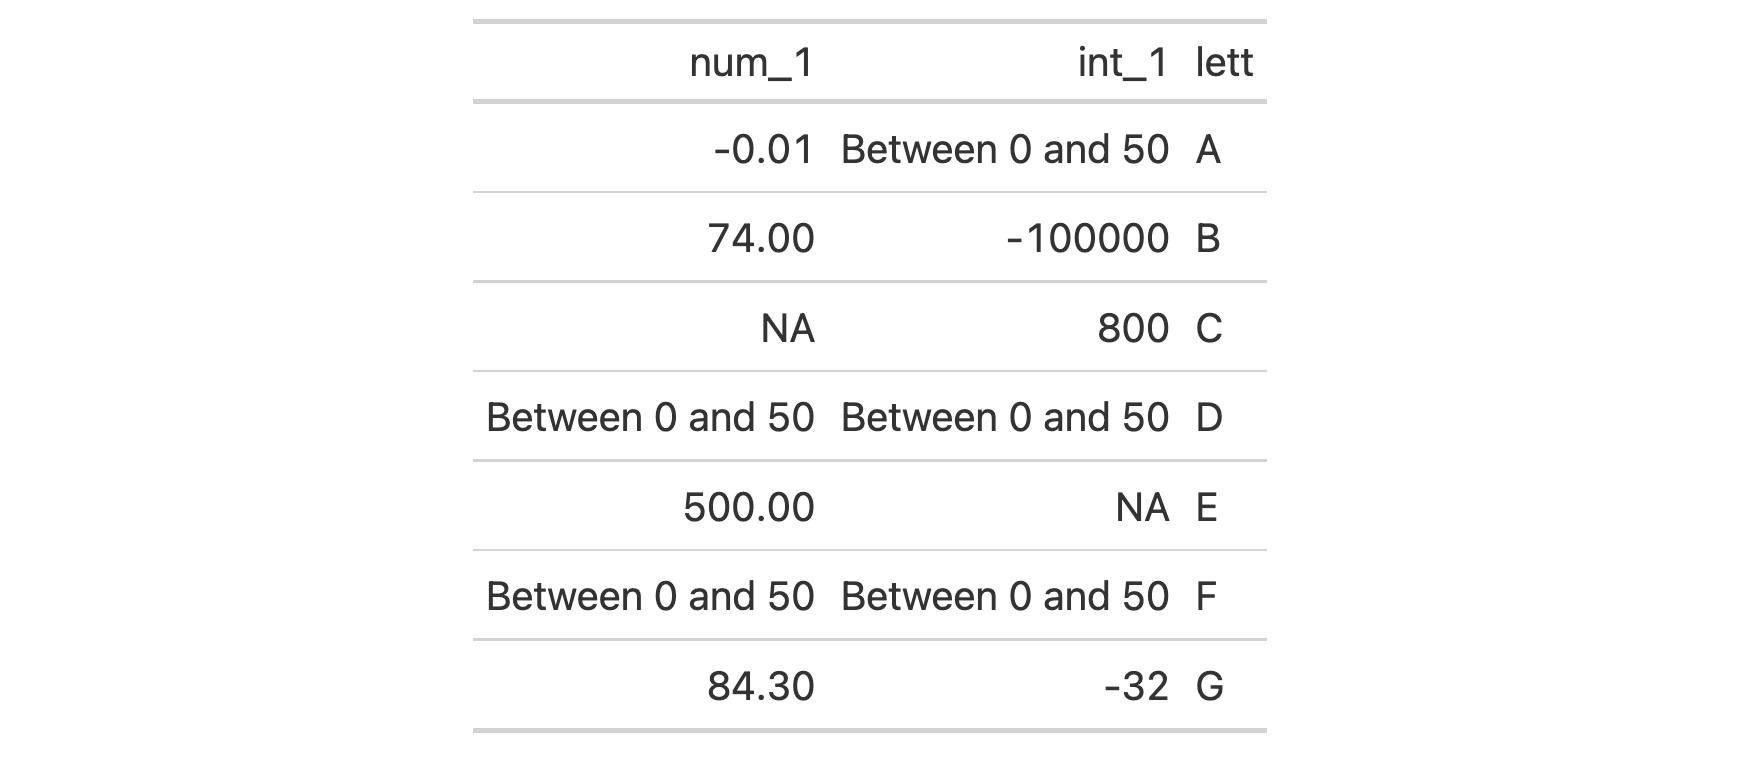 num_1 int_1 lett
-0.01 Between 0 and 50 A
74.00 -100000 B
NA 800 C
Between 0 and 50 Between 0 and 50 D
500.00 NA E
Between 0 and 50 Between 0 and 50 F
84.30 -32 G